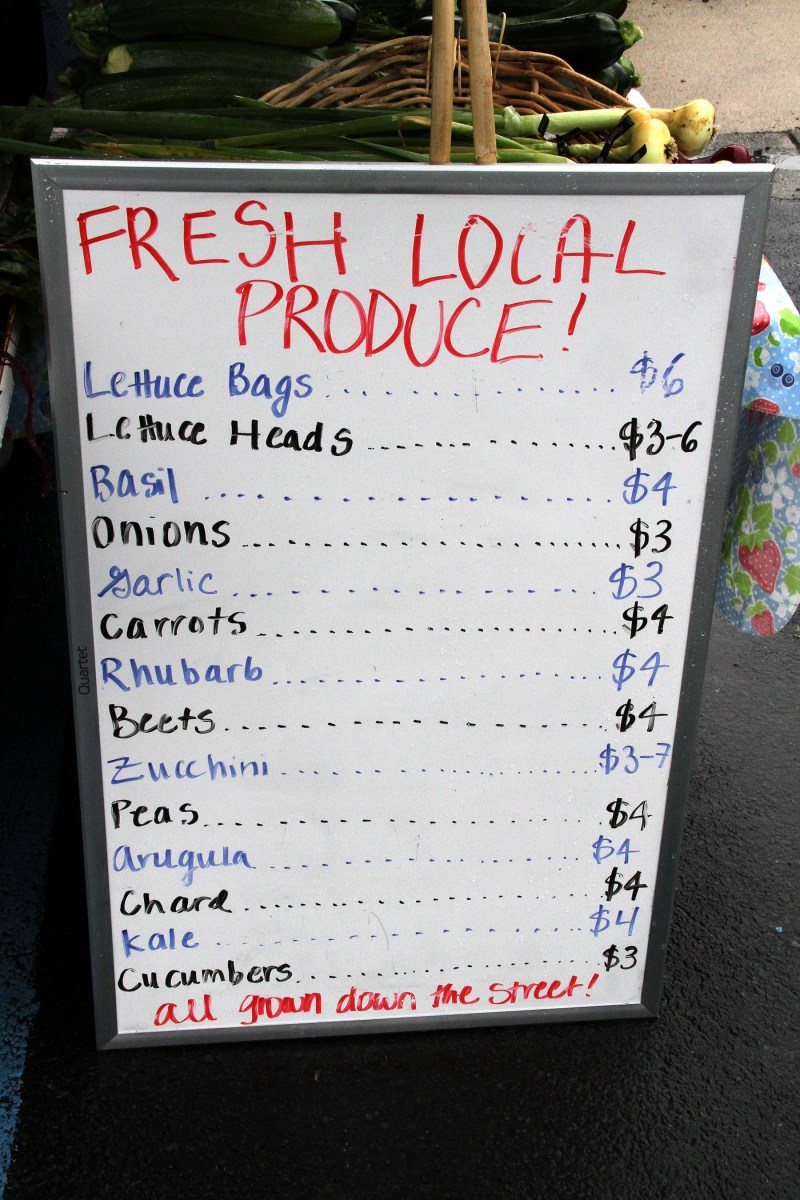 FRESH LOCAL
PRODUCE!
Lettuce Bags . . . . . . . . . . . . . . . $6
Lettuce Heads . . . . . . . . . . . . . . . $3-6
Basil . . . . . . . . . . . . . . . $4
Onions . . . . . . . . . . . . . . . $3
Garlic . . . . . . . . . . . . . . . $3
Carrots . . . . . . . . . . . . . . . $4
Rhubarb . . . . . . . . . . . . . . . $4
Beets . . . . . . . . . . . . . . . $4
Zucchini . . . . . . . . . . . . . . . $3-7
Peas . . . . . . . . . . . . . . . $4
Arugula . . . . . . . . . . . . . . . $4
Chard . . . . . . . . . . . . . . . $4
Kale . . . . . . . . . . . . . . . $4
Cucumbers . . . . . . . . . . . . . . . $3
all grown down the street!
Quartet